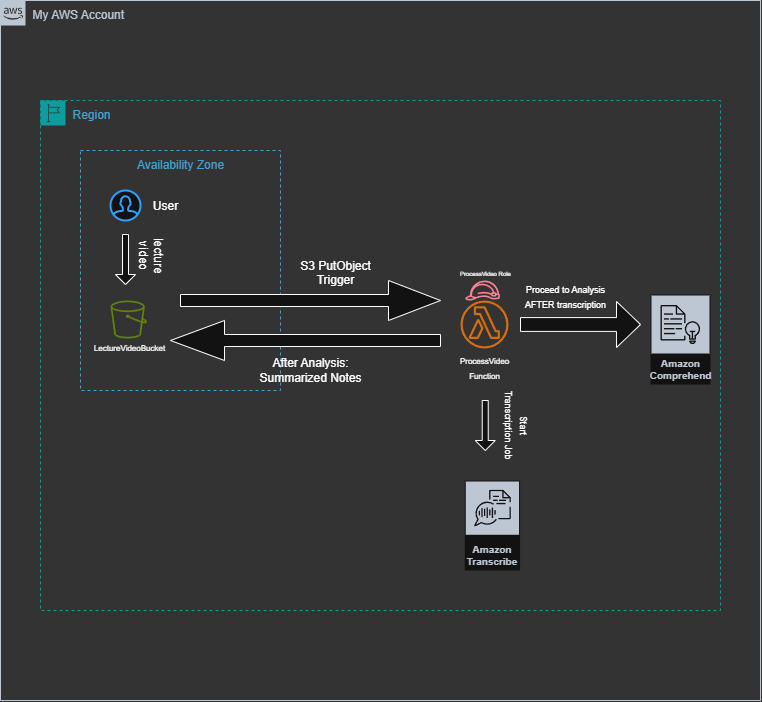 aws
My AWS Account
Region
Availability Zone
User
lecture
video
LectureVideoBucket
S3 PutObject
Trigger
After Analysis:
Summarized Notes
ProcessVideo Role
ProcessVideo
Function
Proceed to Analysis
AFTER transcription
Amazon
Comprehend
Start
Transcription Job
Amazon
Transcribe